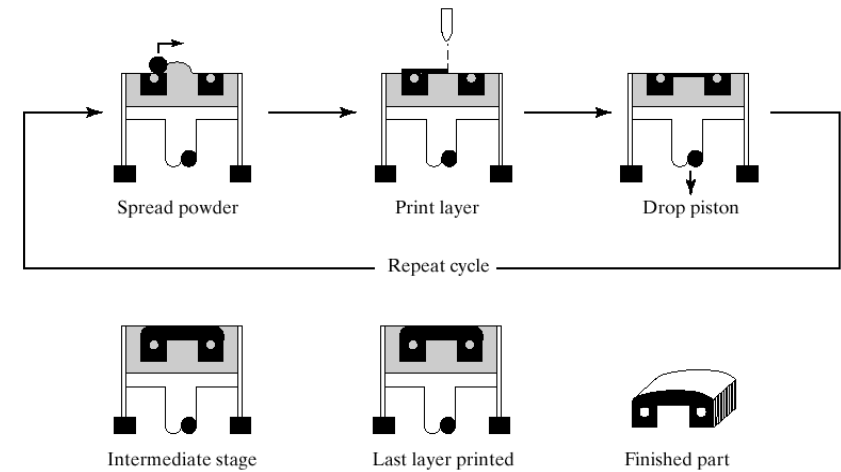 Spread powder
Print layer
Drop piston
Repeat cycle
Intermediate stage
Last layer printed
Finished part